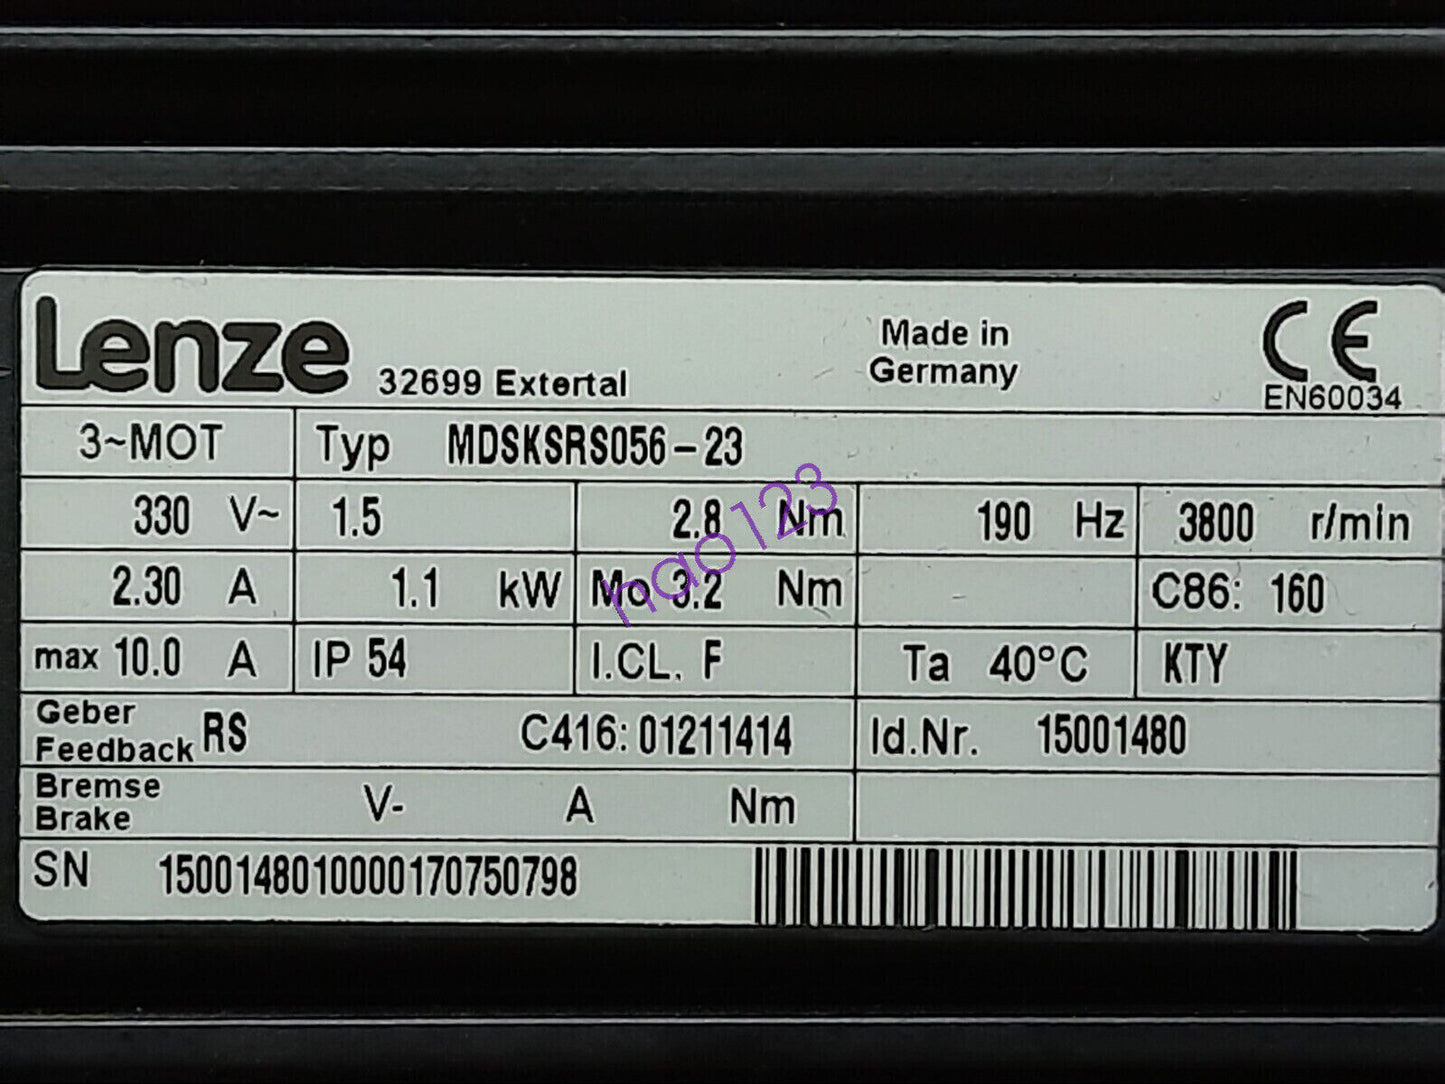 Lenze 32699 Extertal Made in Germany CE EN60034
3~MOT Typ MDSKSRS056-23
330 V~ 1.5 2.8 Nm 190 Hz 3800 r/min
2.30 A 1.1 kW Mo 3.2 Nm - C86: 160
max 10.0 A IP 54 I.CL. F Ta 40°C KTY
Geber
Feedback RS C416: 01211414 Id.Nr. 15001480
Bremse
Brake V- A Nm
SN 1500148010000170750798
hao123